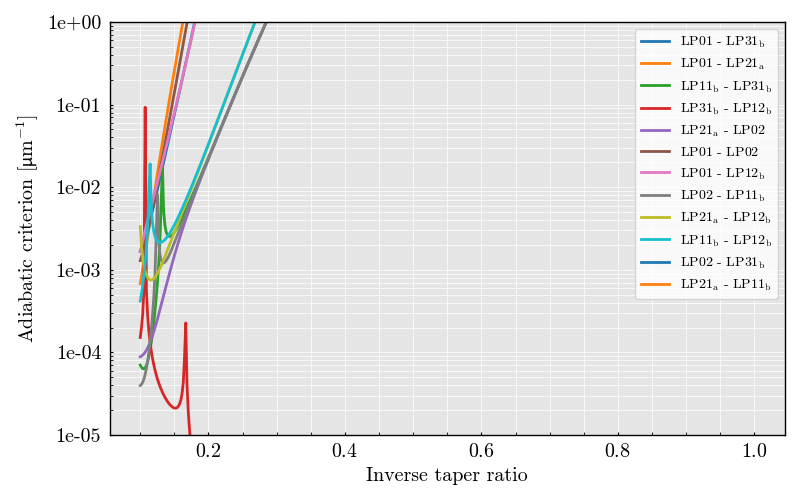 1e+00
1e-01
1e-02
1e-03
1e-04
1e-05
Adiabatic criterion [μm⁻¹]
0.2 0.4 0.6 0.8 1.0
Inverse taper ratio
LP01 - LP31b
LP01 - LP21a
LP11b - LP31b
LP31b - LP12b
LP21a - LP02
LP01 - LP02
LP01 - LP12b
LP02 - LP11b
LP21a - LP12b
LP11b - LP12b
LP02 - LP31b
LP21a - LP11b